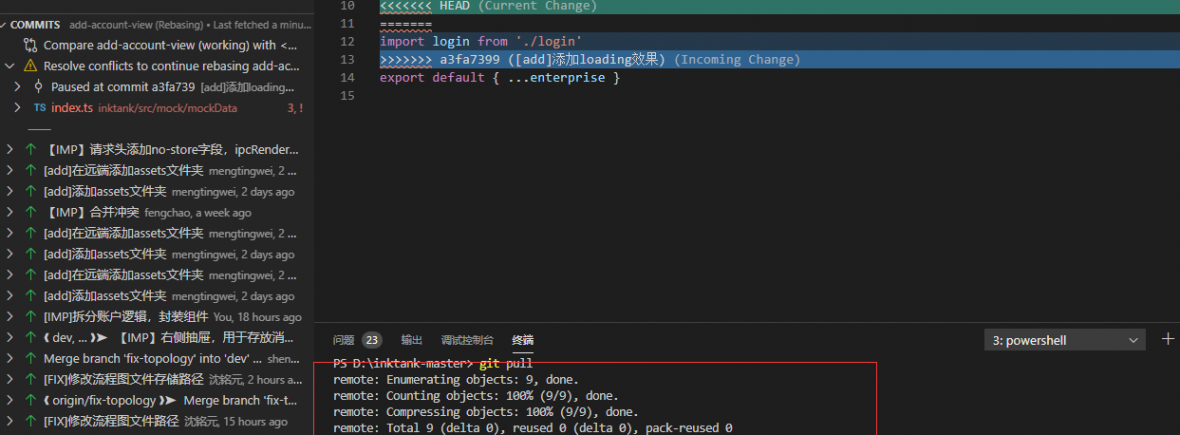 COMMITS add-account-view (Rebasing) • Last fetched a minu...
Compare add-account-view (working) with <...
Resolve conflicts to continue rebasing add-ac...
Paused at commit a3fa739 [add]添加loading...
TS index.ts inktank/src/mock/mockData 3, !
【IMP】请求头添加no-store字段，ipcRender...
[add]在远端添加assets文件夹 mengtingwei, 2 ...
[add]添加assets文件夹 mengtingwei, 2 days ago
【IMP】合并冲突 fengchao, a week ago
[add]在远端添加assets文件夹 mengtingwei, 2 ...
[add]添加assets文件夹 mengtingwei, 2 days ago
[add]在远端添加assets文件夹 mengtingwei, 2 ...
[add]添加assets文件夹 mengtingwei, 2 days ago
[IMP]拆分账户逻辑，封装组件 You, 18 hours ago
❰ dev, ... ❱► 【IMP】右侧抽屉，用于存放消...
Merge branch 'fix-topology' into 'dev' ... shen...
[FIX]修改流程图文件存储路径 沈銘元, 2 hours a...
❰ origin/fix-topology ❱► Merge branch 'fix-t...
[FIX]修改流程图文件路径 沈銘元, 15 hours ago
10 <<<<<<< HEAD (Current Change)
11 =======
12 import login from './login'
13 >>>>>>> a3fa7399 ([add]添加loading效果) (Incoming Change)
14 export default { ...enterprise }
15
问题 23 输出 调试控制台 终端 3: powershell
PS D:\inktank-master> git pull
remote: Enumerating objects: 9, done.
remote: Counting objects: 100% (9/9), done.
remote: Compressing objects: 100% (9/9), done.
remote: Total 9 (delta 0), reused 0 (delta 0), pack-reused 0